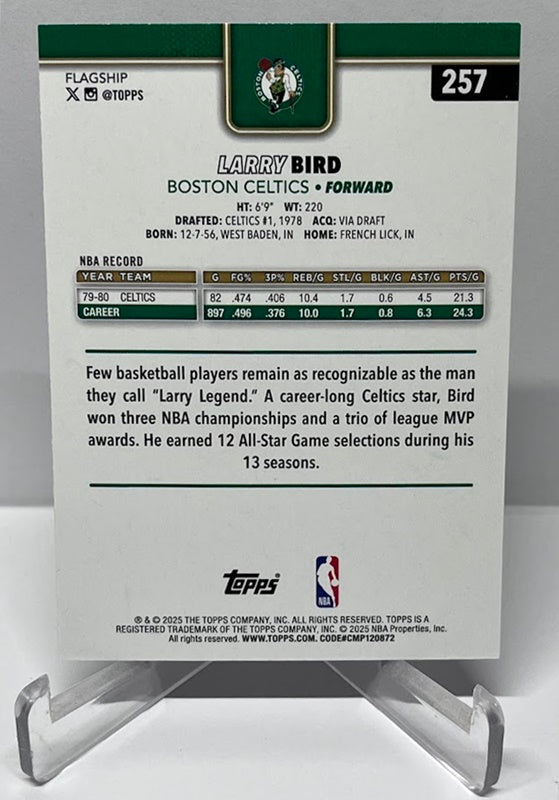 FLAGSHIP
X @TOPPS
257
BOSTON CELTICS
LARRY BIRD
BOSTON CELTICS • FORWARD
HT: 6'9" WT: 220
DRAFTED: CELTICS #1, 1978 ACQ: VIA DRAFT
BORN: 12-7-56, WEST BADEN, IN HOME: FRENCH LICK, IN
NBA RECORD
YEAR TEAM G FG% 3P% REB/G STL/G BLK/G AST/G PTS/G
79-80 CELTICS 82 .474 .406 10.4 1.7 0.6 4.5 21.3
CAREER 897 .496 .376 10.0 1.7 0.8 6.3 24.3
Few basketball players remain as recognizable as the man
they call "Larry Legend." A career-long Celtics star, Bird
won three NBA championships and a trio of league MVP
awards. He earned 12 All-Star Game selections during his
13 seasons.
Topps®
NBA
® & © 2025 THE TOPPS COMPANY, INC. ALL RIGHTS RESERVED. TOPPS IS A
REGISTERED TRADEMARK OF THE TOPPS COMPANY, INC. © 2025 NBA Properties, Inc.
All rights reserved. WWW.TOPPS.COM. CODE#CMP120872